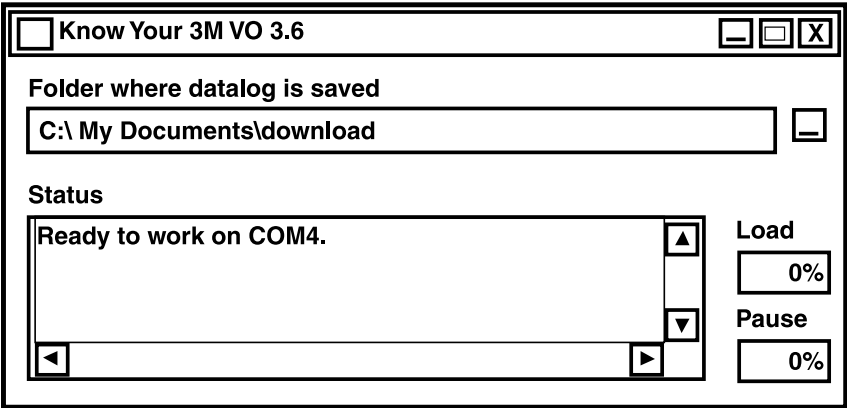 Know Your 3M VO 3.6
X
Folder where datalog is saved
C:\ My Documents\download
Status
Ready to work on COM4.
Load
0%
Pause
0%